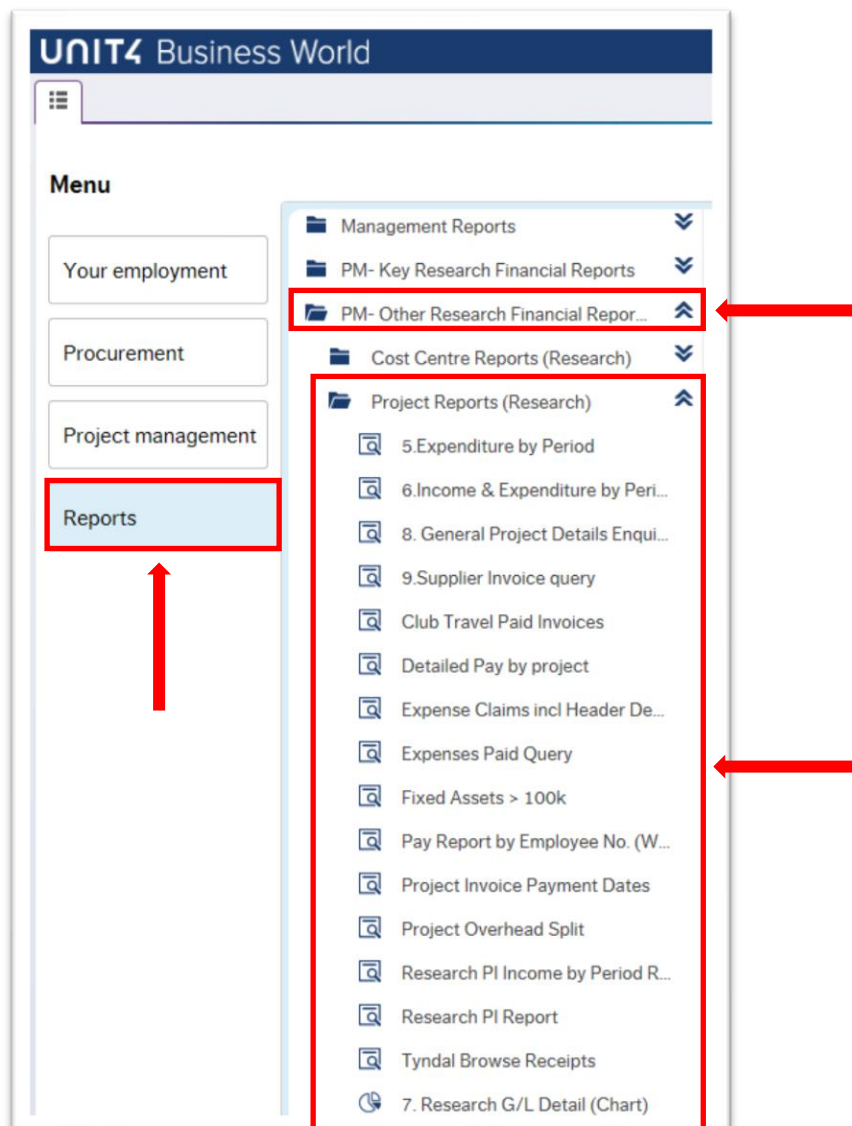 UNIT4 Business World
Menu
Your employment
Procurement
Project management
Reports
Management Reports
PM- Key Research Financial Reports
PM- Other Research Financial Repor...
Cost Centre Reports (Research)
Project Reports (Research)
5.Expenditure by Period
6.Income & Expenditure by Peri...
8. General Project Details Enqui...
9.Supplier Invoice query
Club Travel Paid Invoices
Detailed Pay by project
Expense Claims incl Header De...
Expenses Paid Query
Fixed Assets > 100k
Pay Report by Employee No. (W...
Project Invoice Payment Dates
Project Overhead Split
Research PI Income by Period R...
Research PI Report
Tyndal Browse Receipts
7. Research G/L Detail (Chart)